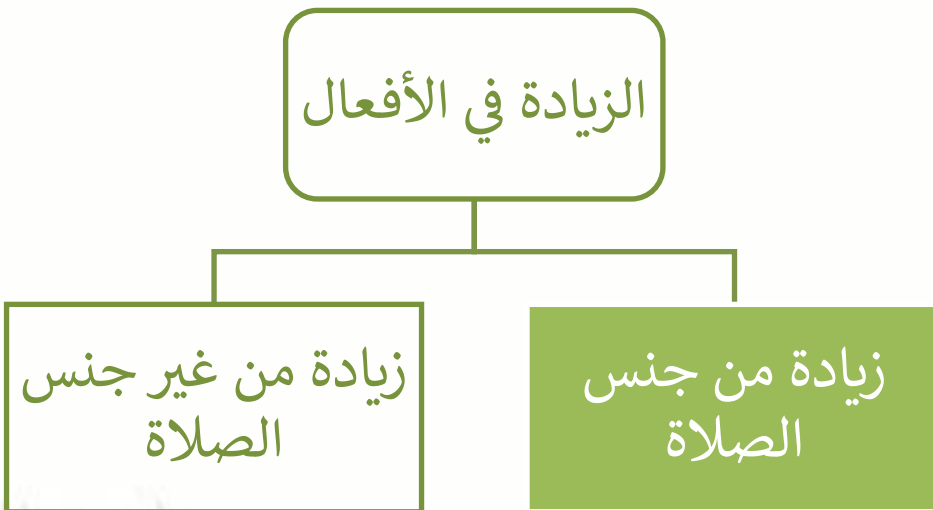 الزيادة في الأفعال
زيادة من جنس
الصلاة
زيادة من غير جنس
الصلاة